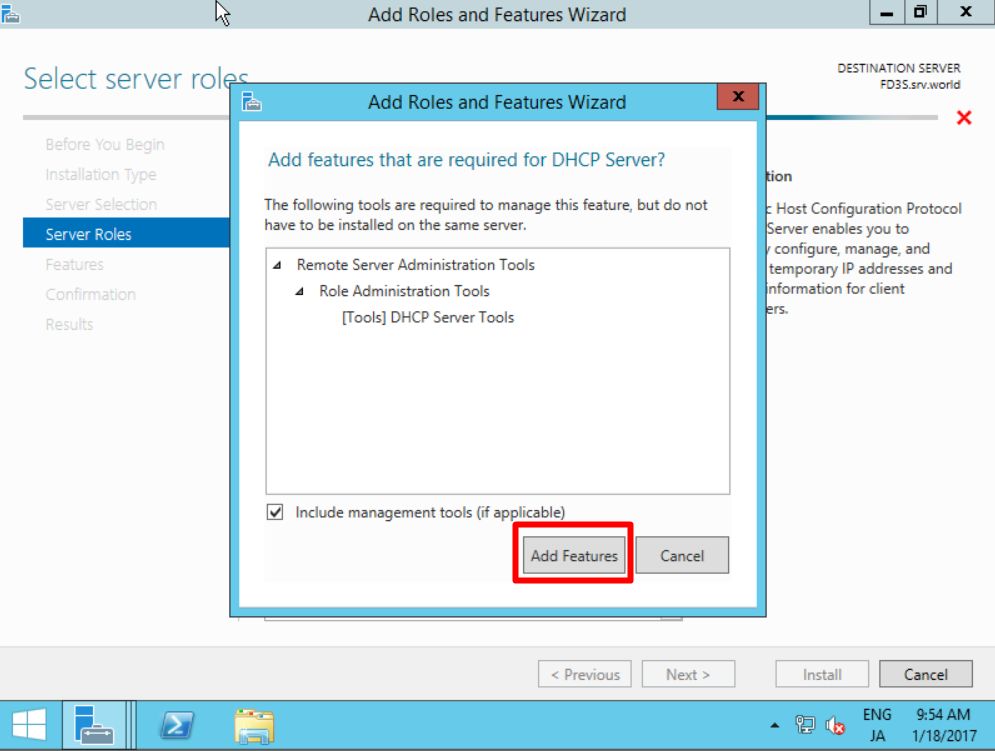 Add Roles and Features Wizard
Select server roles
DESTINATION SERVER
FD3S.srv.world
Before You Begin
Installation Type
Server Selection
Server Roles
Features
Confirmation
Results
Add Roles and Features Wizard
X
Add features that are required for DHCP Server?
The following tools are required to manage this feature, but do not
have to be installed on the same server.
Remote Server Administration Tools
Role Administration Tools
[Tools] DHCP Server Tools
Include management tools (if applicable)
Add Features
Cancel
tion
c Host Configuration Protocol
Server enables you to
configure, manage, and
temporary IP addresses and
information for client
ers.
< Previous
Next >
Install
Cancel
ENG
JA
9:54 AM
1/18/2017